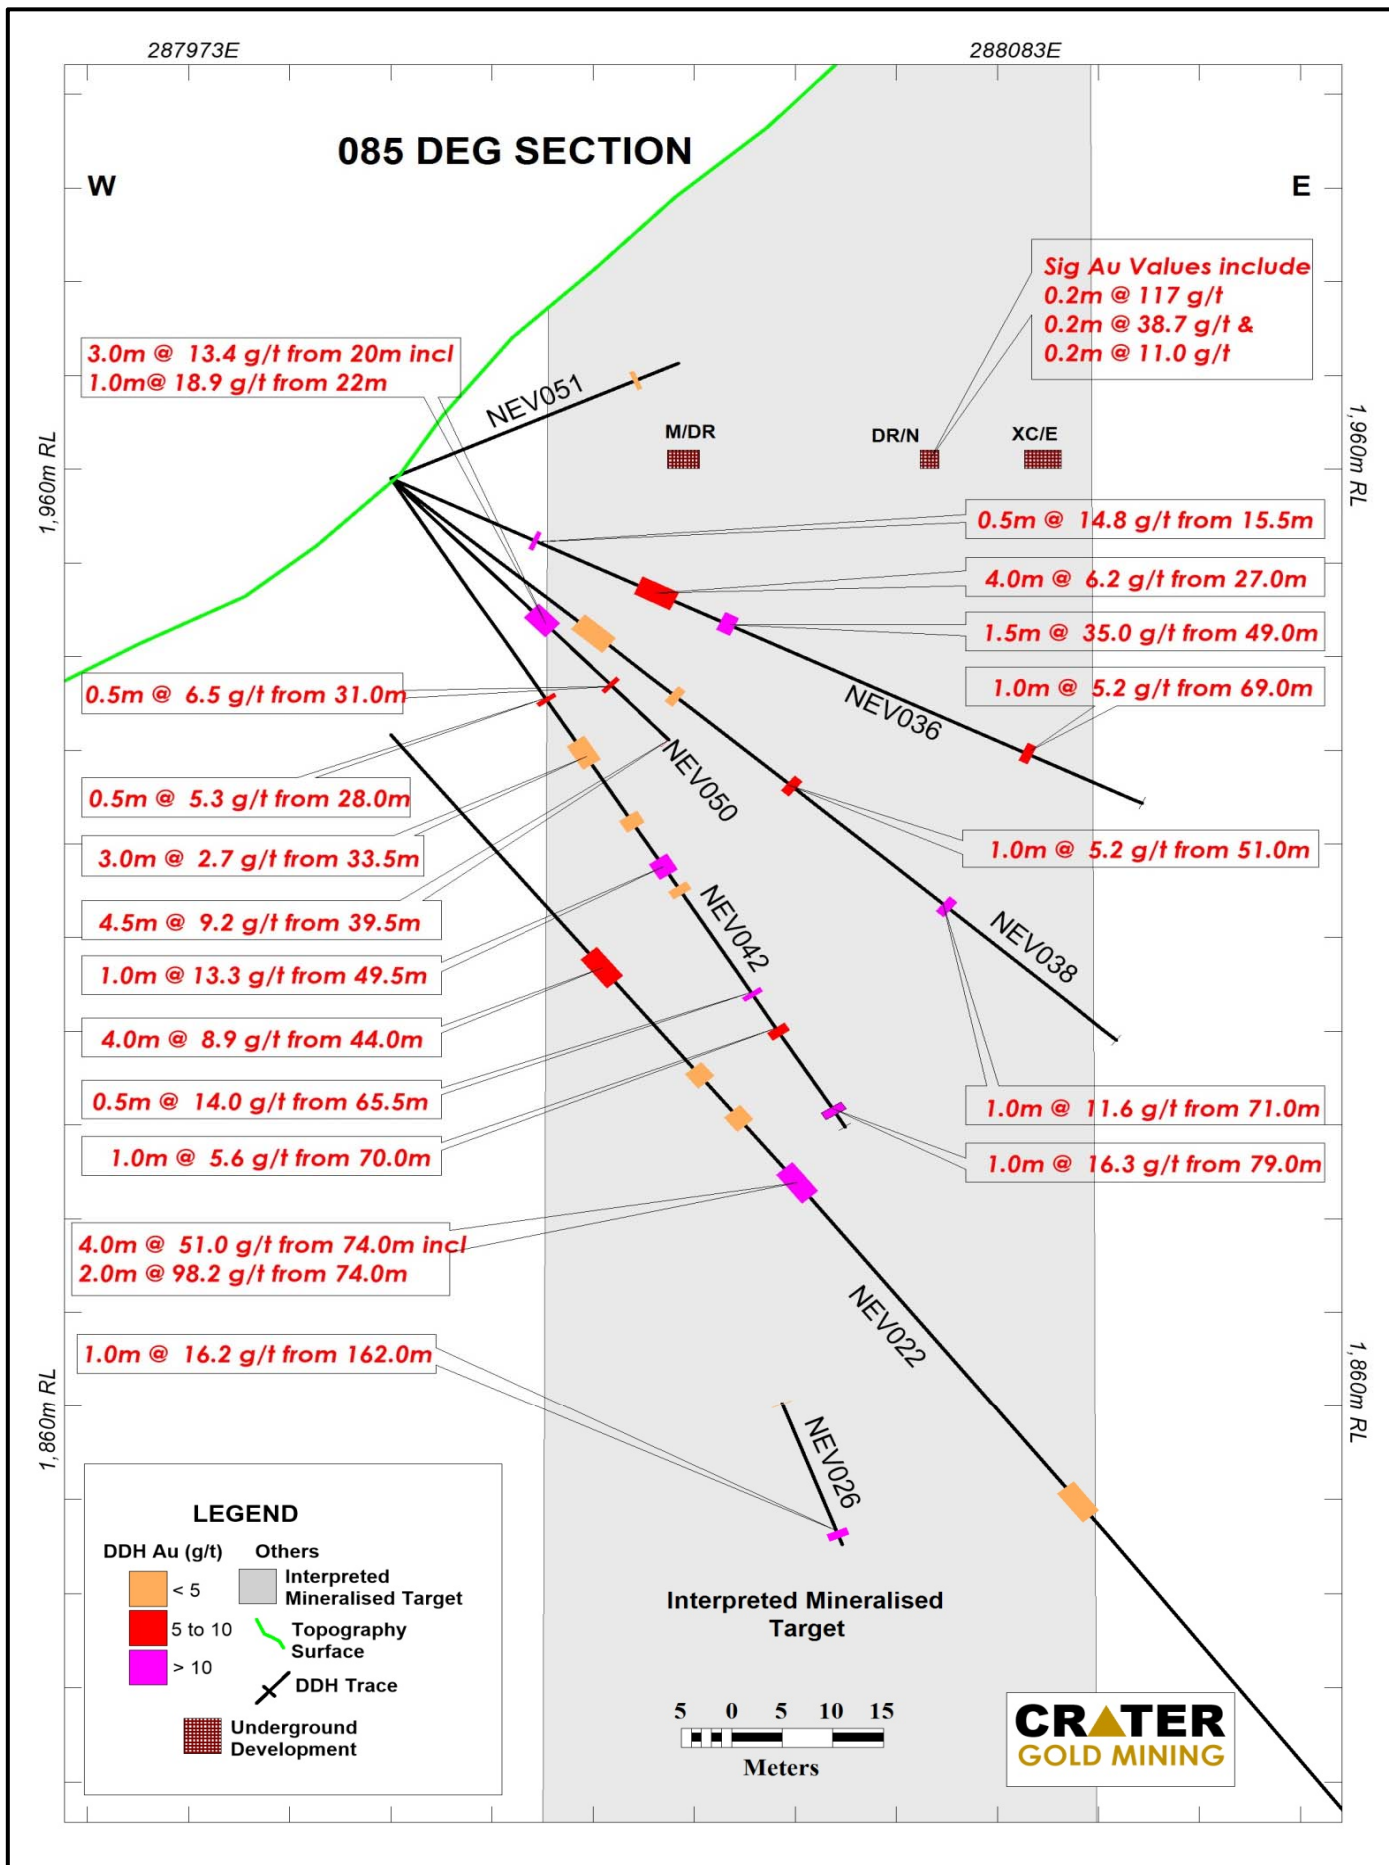 287973E
288083E
085 DEG SECTION
W
E
Sig Au Values include
0.2m @ 117 g/t
0.2m @ 38.7 g/t &
0.2m @ 11.0 g/t
3.0m @ 13.4 g/t from 20m incl
1.0m@ 18.9 g/t from 22m
NEV051
M/DR
DR/N
XC/E
1,960m RL
1,960m RL
0.5m @ 14.8 g/t from 15.5m
4.0m @ 6.2 g/t from 27.0m
1.5m @ 35.0 g/t from 49.0m
1.0m @ 5.2 g/t from 69.0m
NEV036
0.5m @ 6.5 g/t from 31.0m
NEV050
0.5m @ 5.3 g/t from 28.0m
3.0m @ 2.7 g/t from 33.5m
1.0m @ 5.2 g/t from 51.0m
4.5m @ 9.2 g/t from 39.5m
NEV042
NEV038
1.0m @ 13.3 g/t from 49.5m
4.0m @ 8.9 g/t from 44.0m
0.5m @ 14.0 g/t from 65.5m
1.0m @ 11.6 g/t from 71.0m
1.0m @ 5.6 g/t from 70.0m
1.0m @ 16.3 g/t from 79.0m
4.0m @ 51.0 g/t from 74.0m incl
2.0m @ 98.2 g/t from 74.0m
NEV022
1.0m @ 16.2 g/t from 162.0m
1,860m RL
1,860m RL
NEV026
LEGEND
DDH Au (g/t)
< 5
5 to 10
> 10
Others
Interpreted
Mineralised Target
Topography
Surface
DDH Trace
Underground
Development
Interpreted Mineralised
Target
5 0 5 10 15
Meters
CRATER
GOLD MINING